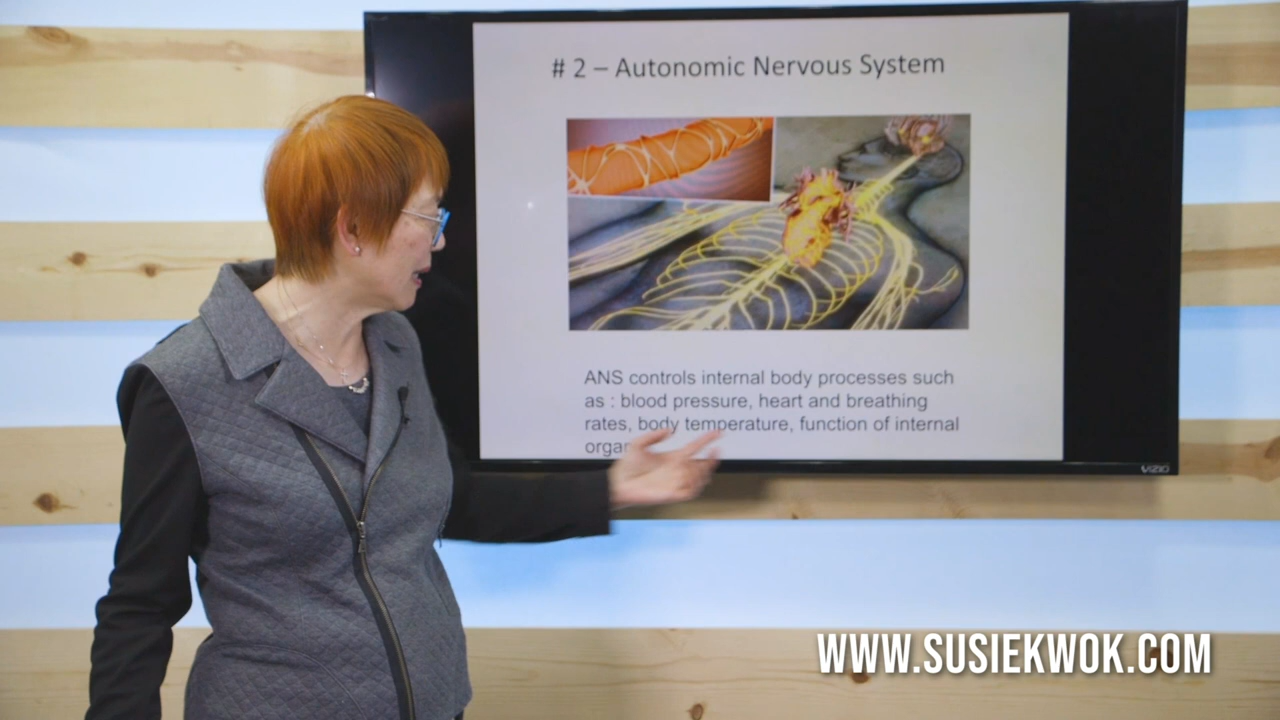 # 2 – Autonomic Nervous System
ANS controls internal body processes such
as : blood pressure, heart and breathing
rates, body temperature, function of internal
VIZIO
WWW.SUSIEKWOK.COM